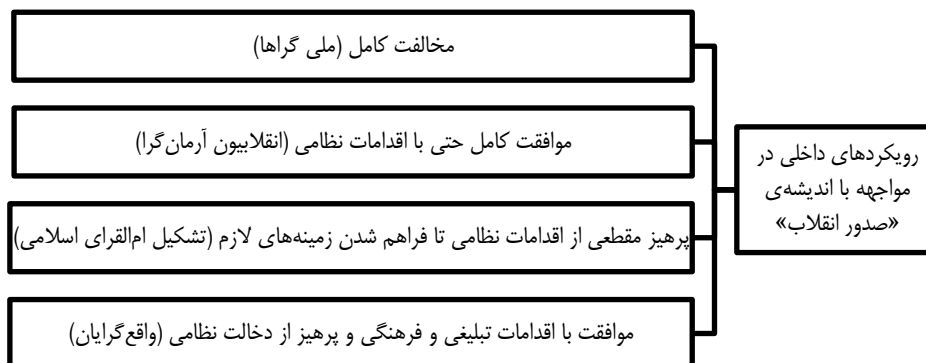 رویکردهای داخلی در
مواجهه با اندیشه‌ی
«صدور انقلاب»
مخالفت کامل (ملی گراها)
موافقت کامل حتی با اقدامات نظامی (انقلابیون آرمان‌گرا)
پرهیز مقطعی از اقدامات نظامی تا فراهم شدن زمینه‌های لازم (تشکیل ام‌القرای اسلامی)
موافقت با اقدامات تبلیغی و فرهنگی و پرهیز از دخالت نظامی (واقع‌گرایان)